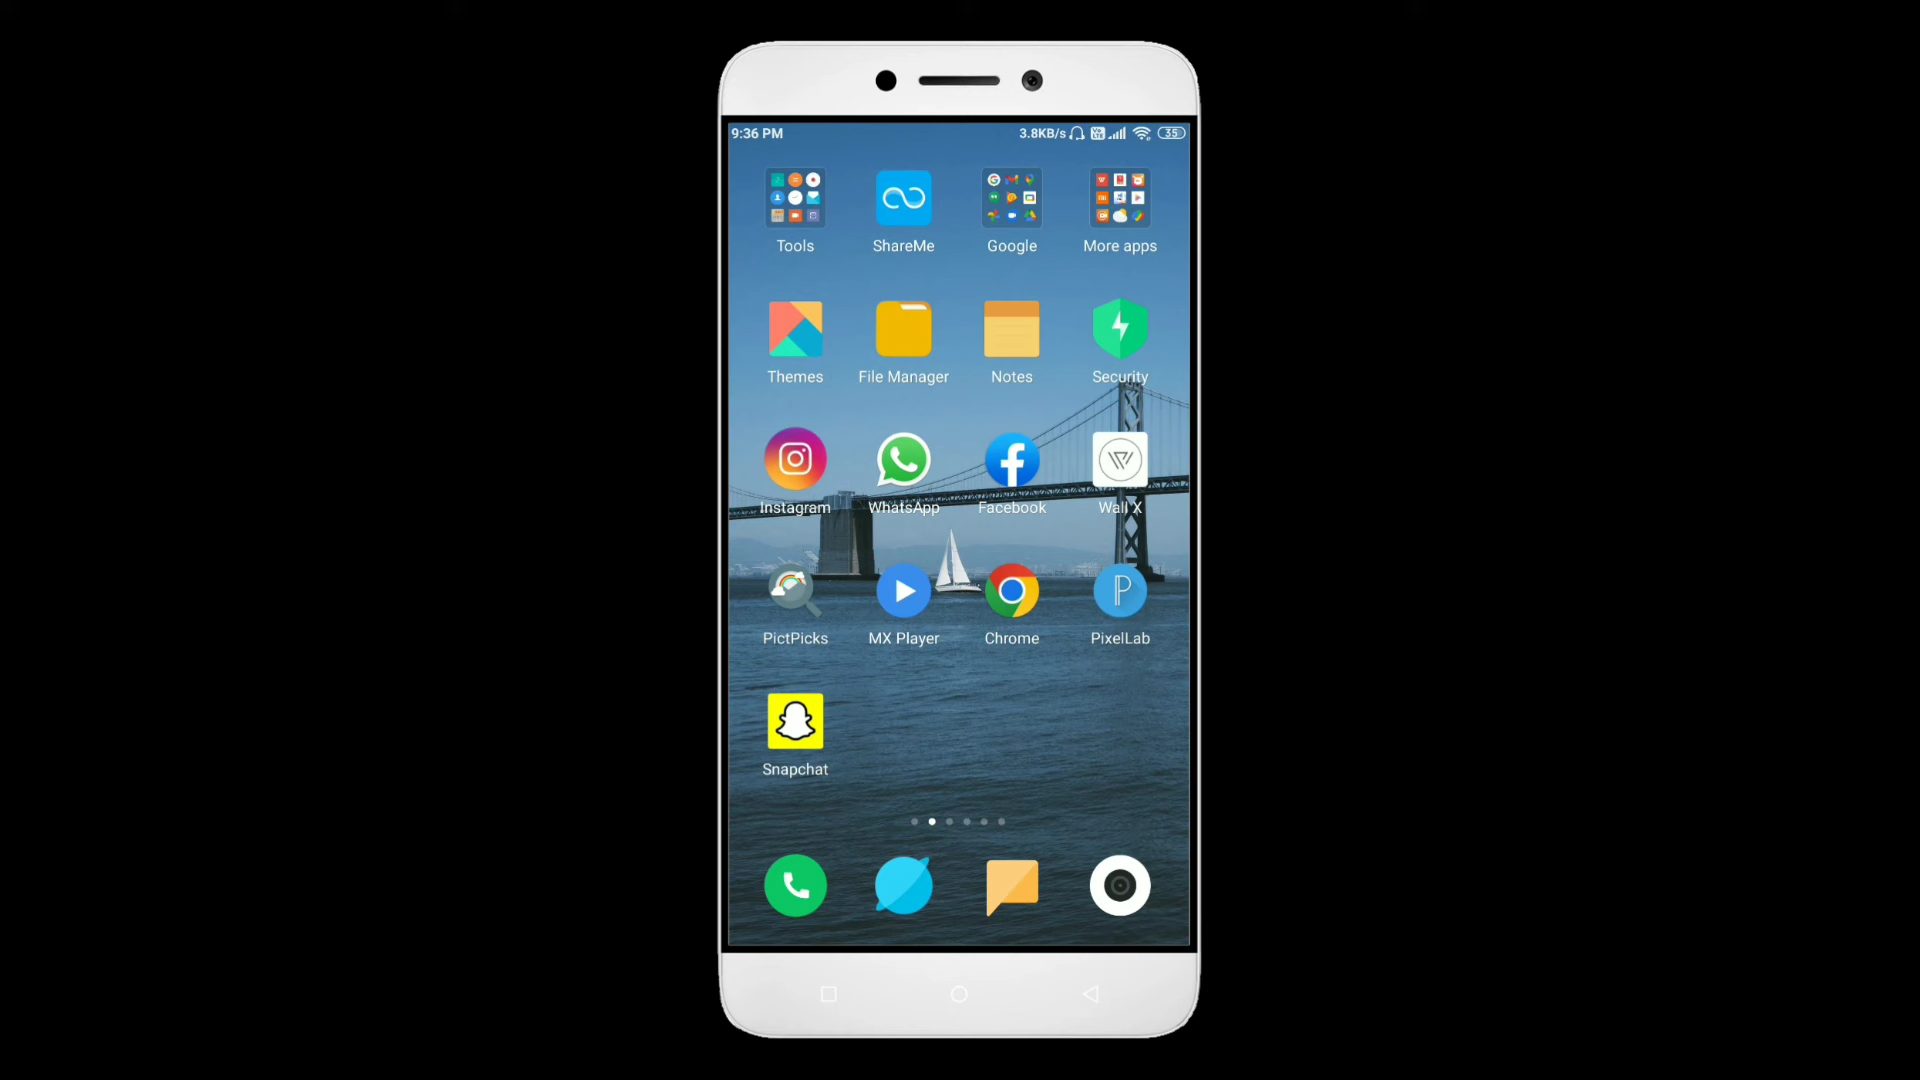 9:36 PM 3.8KB/s 35
Tools ShareMe Google More apps
Themes File Manager Notes Security
Instagram WhatsApp Facebook Wall X
PictPicks MX Player Chrome PixelLab
Snapchat